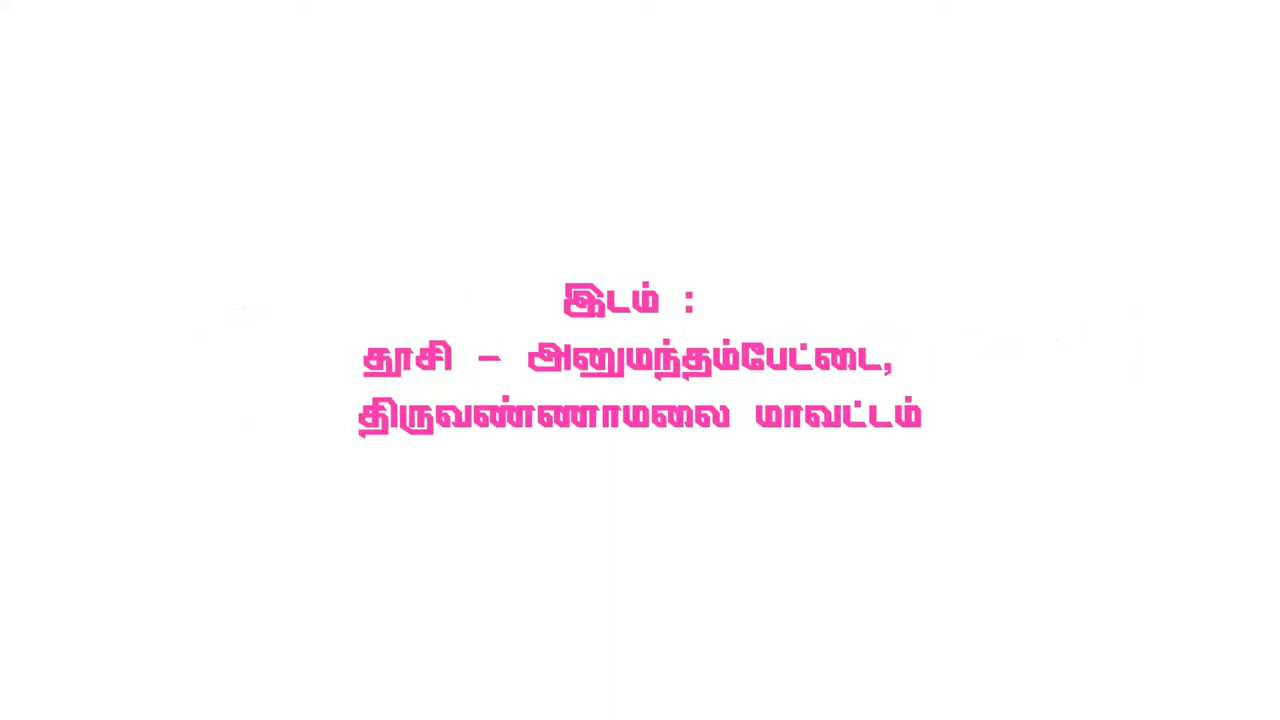 இடம் :
தூசி - அனுமந்தம்பேட்டை,
திருவண்ணாமலை மாவட்டம்